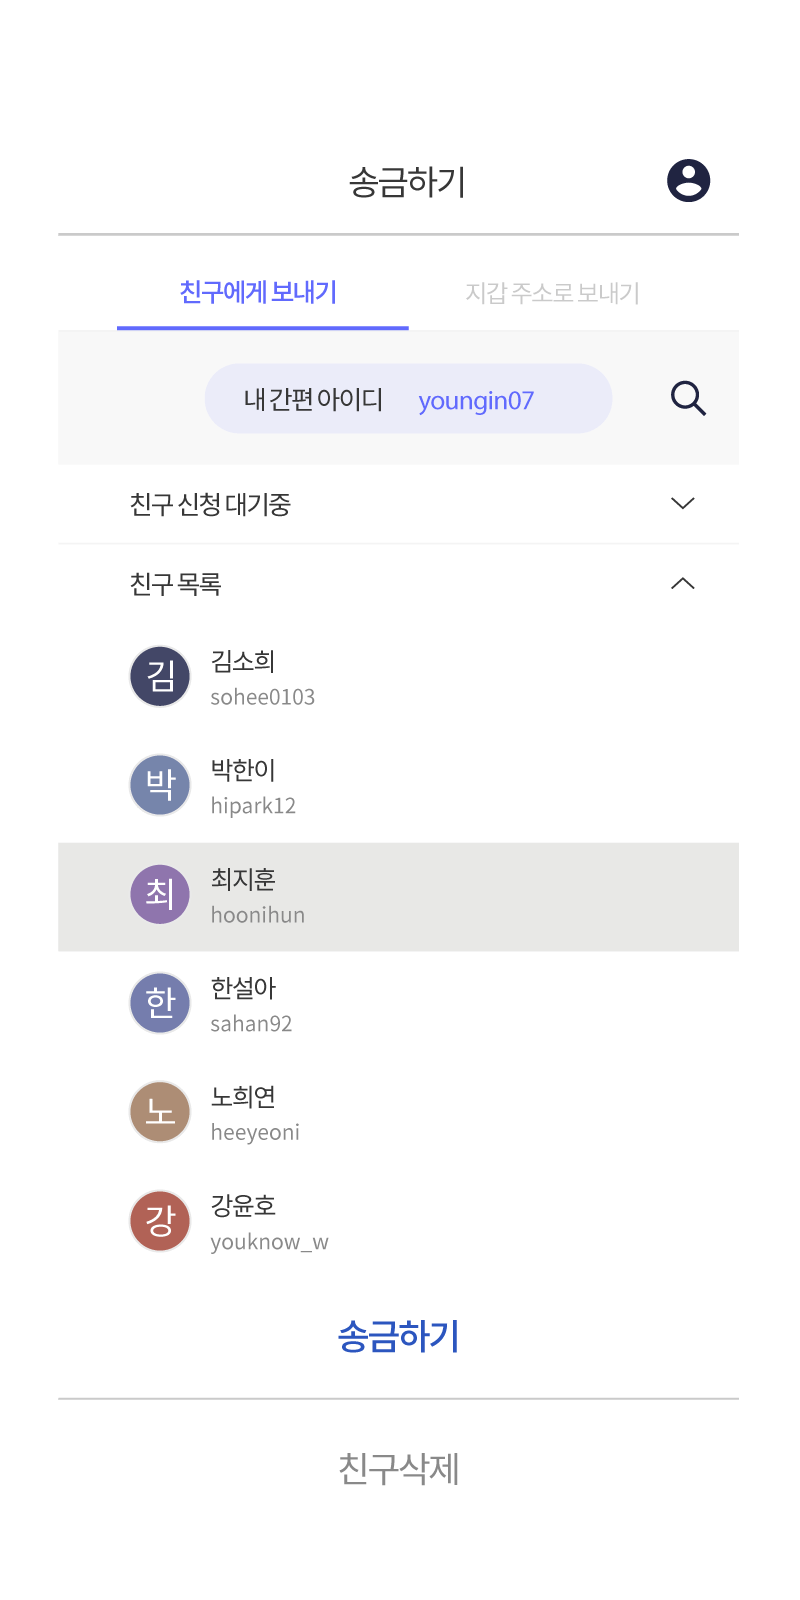 송금하기
친구에게 보내기 지갑 주소로 보내기
내 간편 아이디 youngin07
친구 신청 대기중
친구 목록
김
김소희
sohee0103
박
박한이
hipark12
최
최지훈
hoonihun
한
한설아
sahan92
노
노희연
heeyeoni
강
강윤호
youknow_w
송금하기
친구삭제